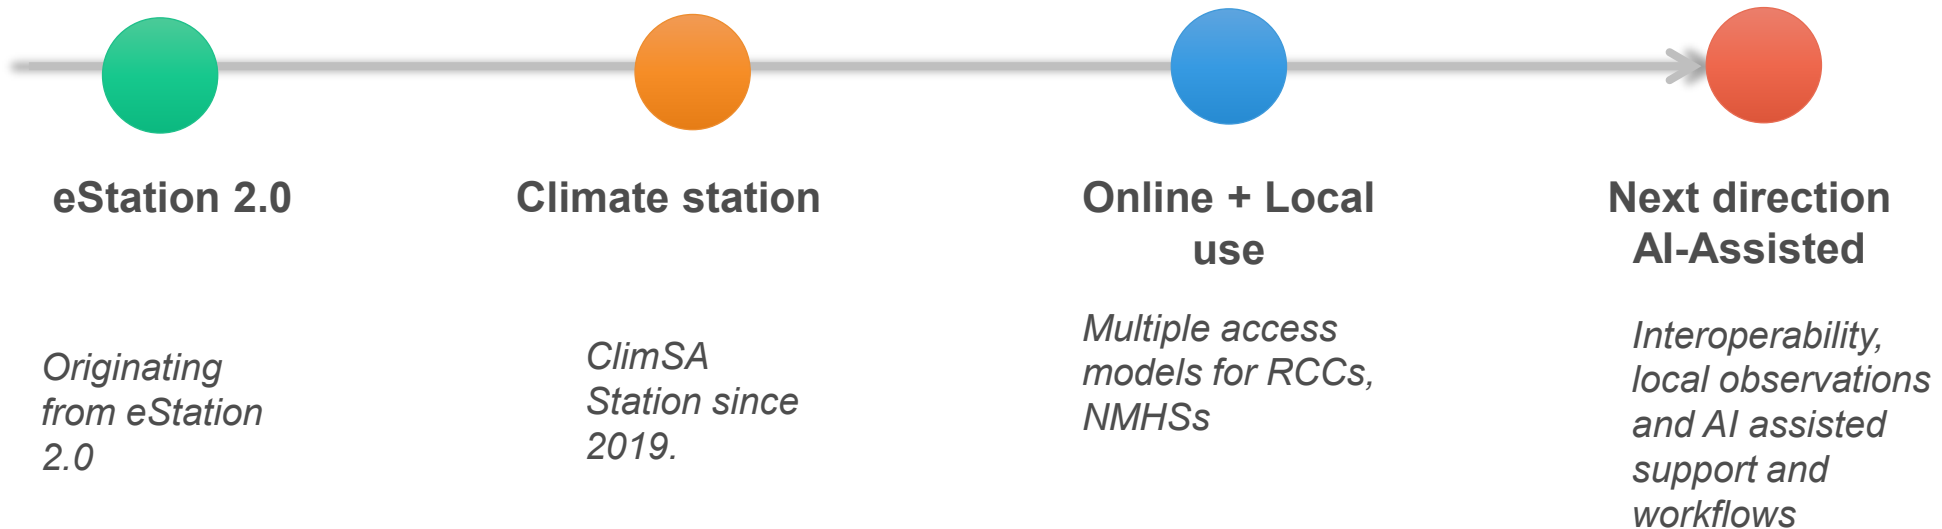 eStation 2.0
Originating
from eStation
2.0
Climate station
ClimSA
Station since
2019.
Online + Local
use
Multiple access
models for RCCs,
NMHSs
Next direction
AI-Assisted
Interoperability,
local observations
and AI assisted
support and
workflows